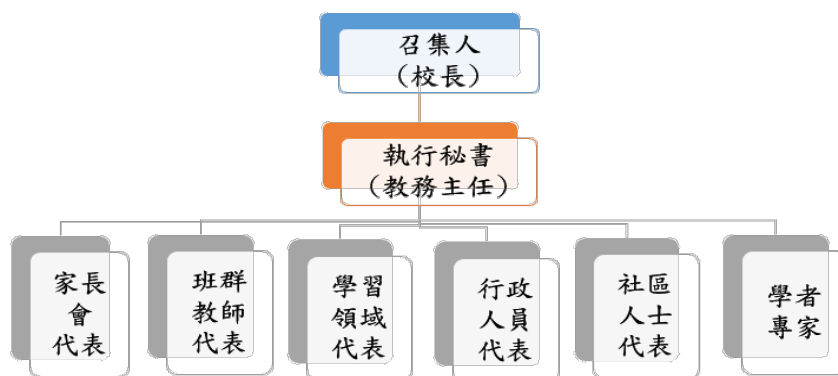 召集人
（校長）
執行秘書
（教務主任）
家長
會
代表
班群
教師
代表
學習
領域
代表
行政
人員
代表
社區
人士
代表
學者
專家